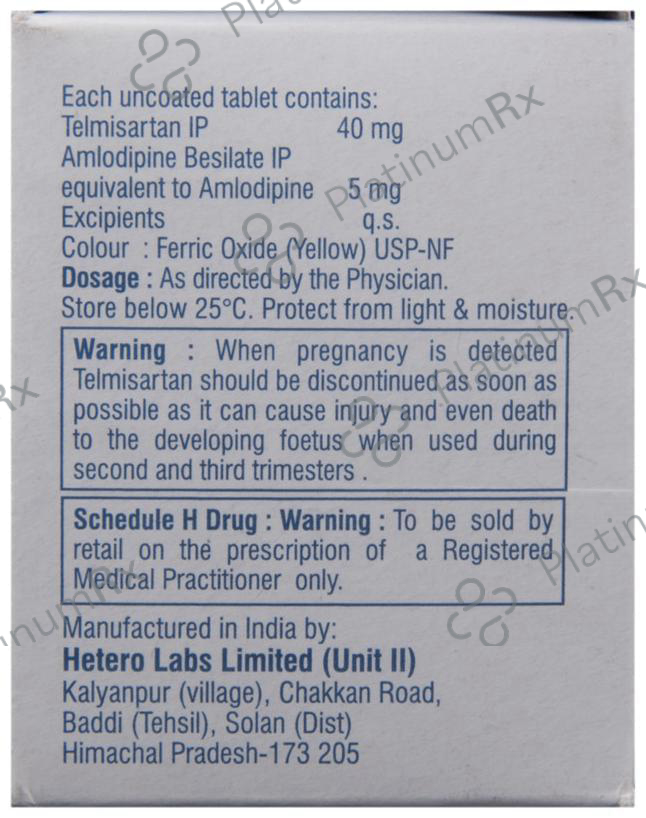 Each uncoated tablet contains:
Telmisartan IP 40 mg
Amlodipine Besilate IP
equivalent to Amlodipine 5 mg
Excipients q.s.
Colour : Ferric Oxide (Yellow) USP-NF
Dosage : As directed by the Physician.
Store below 25°C. Protect from light & moisture.
Warning : When pregnancy is detected
Telmisartan should be discontinued as soon as
possible as it can cause injury and even death
to the developing foetus when used during
second and third trimesters .
Schedule H Drug : Warning : To be sold by
retail on the prescription of a Registered
Medical Practitioner only.
Manufactured in India by:
Hetero Labs Limited (Unit II)
Kalyanpur (village), Chakkan Road,
Baddi (Tehsil), Solan (Dist)
Himachal Pradesh-173 205
PlatinumRx
PlatinumRx